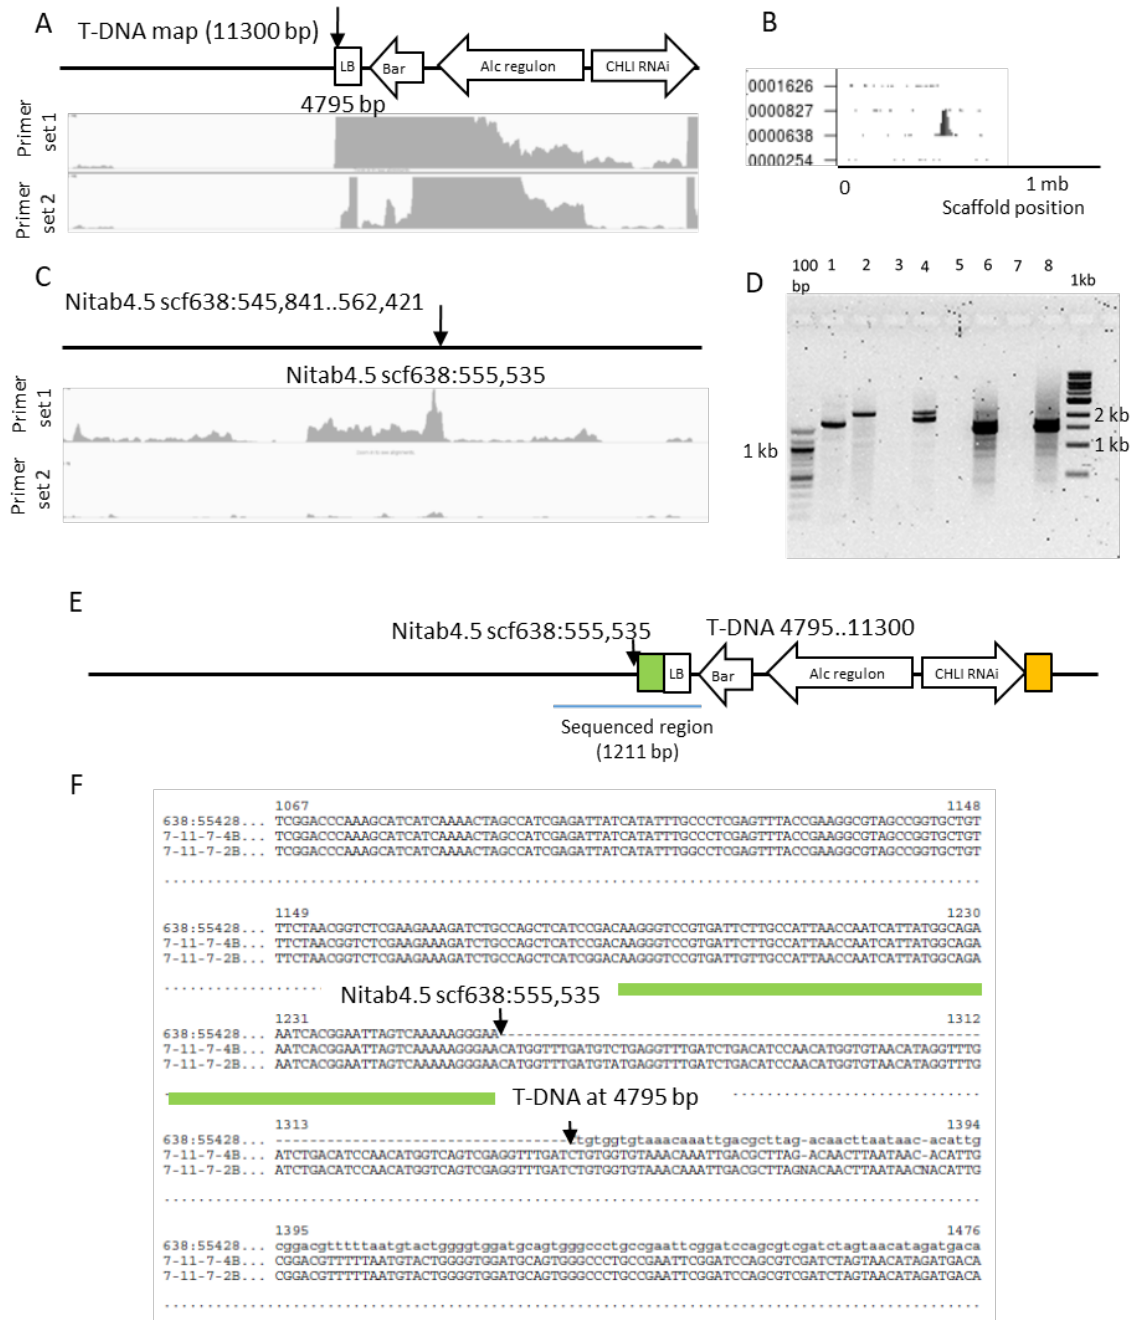 A
T-DNA map (11300 bp)
LB
Bar
Alc regulon
CHLI RNAi
4795 bp
Primer
set 1
Primer
set 2
B
0001626
0000827
0000638
0000254
0
1 mb
Scaffold position
C
Nitab4.5 scf638:545,841..562,421
Nitab4.5 scf638:555,535
Primer
set 1
Primer
set 2
D
100
bp
1 2 3 4 5 6 7 8 1kb
2 kb
1 kb
1 kb
E
Nitab4.5 scf638:555,535
T-DNA 4795..11300
LB
Bar
Alc regulon
CHLI RNAi
Sequenced region
(1211 bp)
F
1067 1148
638:55428... TCGGACCCAAAGCATCATCAAAACTAGCCATCGAGATTATCATATTTGCCCTCGAGTTTACCGAAGGCGTAGCCGGTGCTGT
7-11-7-4B... TCGGACCCAAAGCATCATCAAAACTAGCCATCGAGATTATCATATTTGCCCTCGAGTTTACCGAAGGCGTAGCCGGTGCTGT
7-11-7-2B... TCGGACCCAAAGCATCATCAAAACTAGCCATCGAGATTATCATATTTGGCCTCGAGTTTACCGAAGGCGTAGCCGGTGCTGT
1149 1230
638:55428... TTCTAACGGTCTCGAAGAAAGATCTGCCAGCTCATCCGACAAGGGTCCGTGATTCTTGCCATTAACCAATCATTATGGCAGA
7-11-7-4B... TTCTAACGGTCTCGAAGAAAGATCTGCCAGCTCATCCGACAAGGGTCCGTGATTCTTGCCATTAACCAATCATTATGGCAGA
7-11-7-2B... TTCTAACGGTCTCGAAGAAAGATCTGCCAGCTCATCGGACAAGGGTCCGTGATTGTTGCCATTAACCAATCATTATGGCAGA
Nitab4.5 scf638:555,535
1231 1312
638:55428... AATCACGGAATTAGTCAAAAAGGGAA--------------------------------------------------------
7-11-7-4B... AATCACGGAATTAGTCAAAAAGGGAACATGGTTTGATGTCTGAGGTTTGATCTGACATCCAACATGGTGTAACATAGGTTTG
7-11-7-2B... AATCACGGAATTAGTCAAAAAGGGAACATGGTTTGATGTATGAGGTTTGATCTGACATCCAACATGGTGTAACATAGGTTTG
T-DNA at 4795 bp
1313 1394
638:55428... ----------------------------------tgtggtgtaaacaaattgacgcttag-acaacttaataac-acattg
7-11-7-4B... ATCTGACATCCAACATGGTCAGTCGAGGTTTGATCTGTGGTGTAAACAAATTGACGCTTAG-ACAACTTAATAAC-ACATTG
7-11-7-2B... ATCTGACATCCAACATGGTCAGTCGAGGTTTGATCTGTGGTGTAAACAAATTGACGCTTAGNACAACTTAATAACNACATTG
1395 1476
638:55428... cggacgtttttaatgtactggggtggatgcagtgggccctgccgaattcggatccagcgtcgatctagtaacatagatgaca
7-11-7-4B... CGGACGTTTTTAATGTACTGGGGTGGATGCAGTGGGCCCTGCCGAATTCGGATCCAGCGTCGATCTAGTAACATAGATGACA
7-11-7-2B... CGGACGTTTTTAATGTACTGGGGTGGATGCAGTGGGCCCTGCCGAATTCGGATCCAGCGTCGATCTAGTAACATAGATGACA